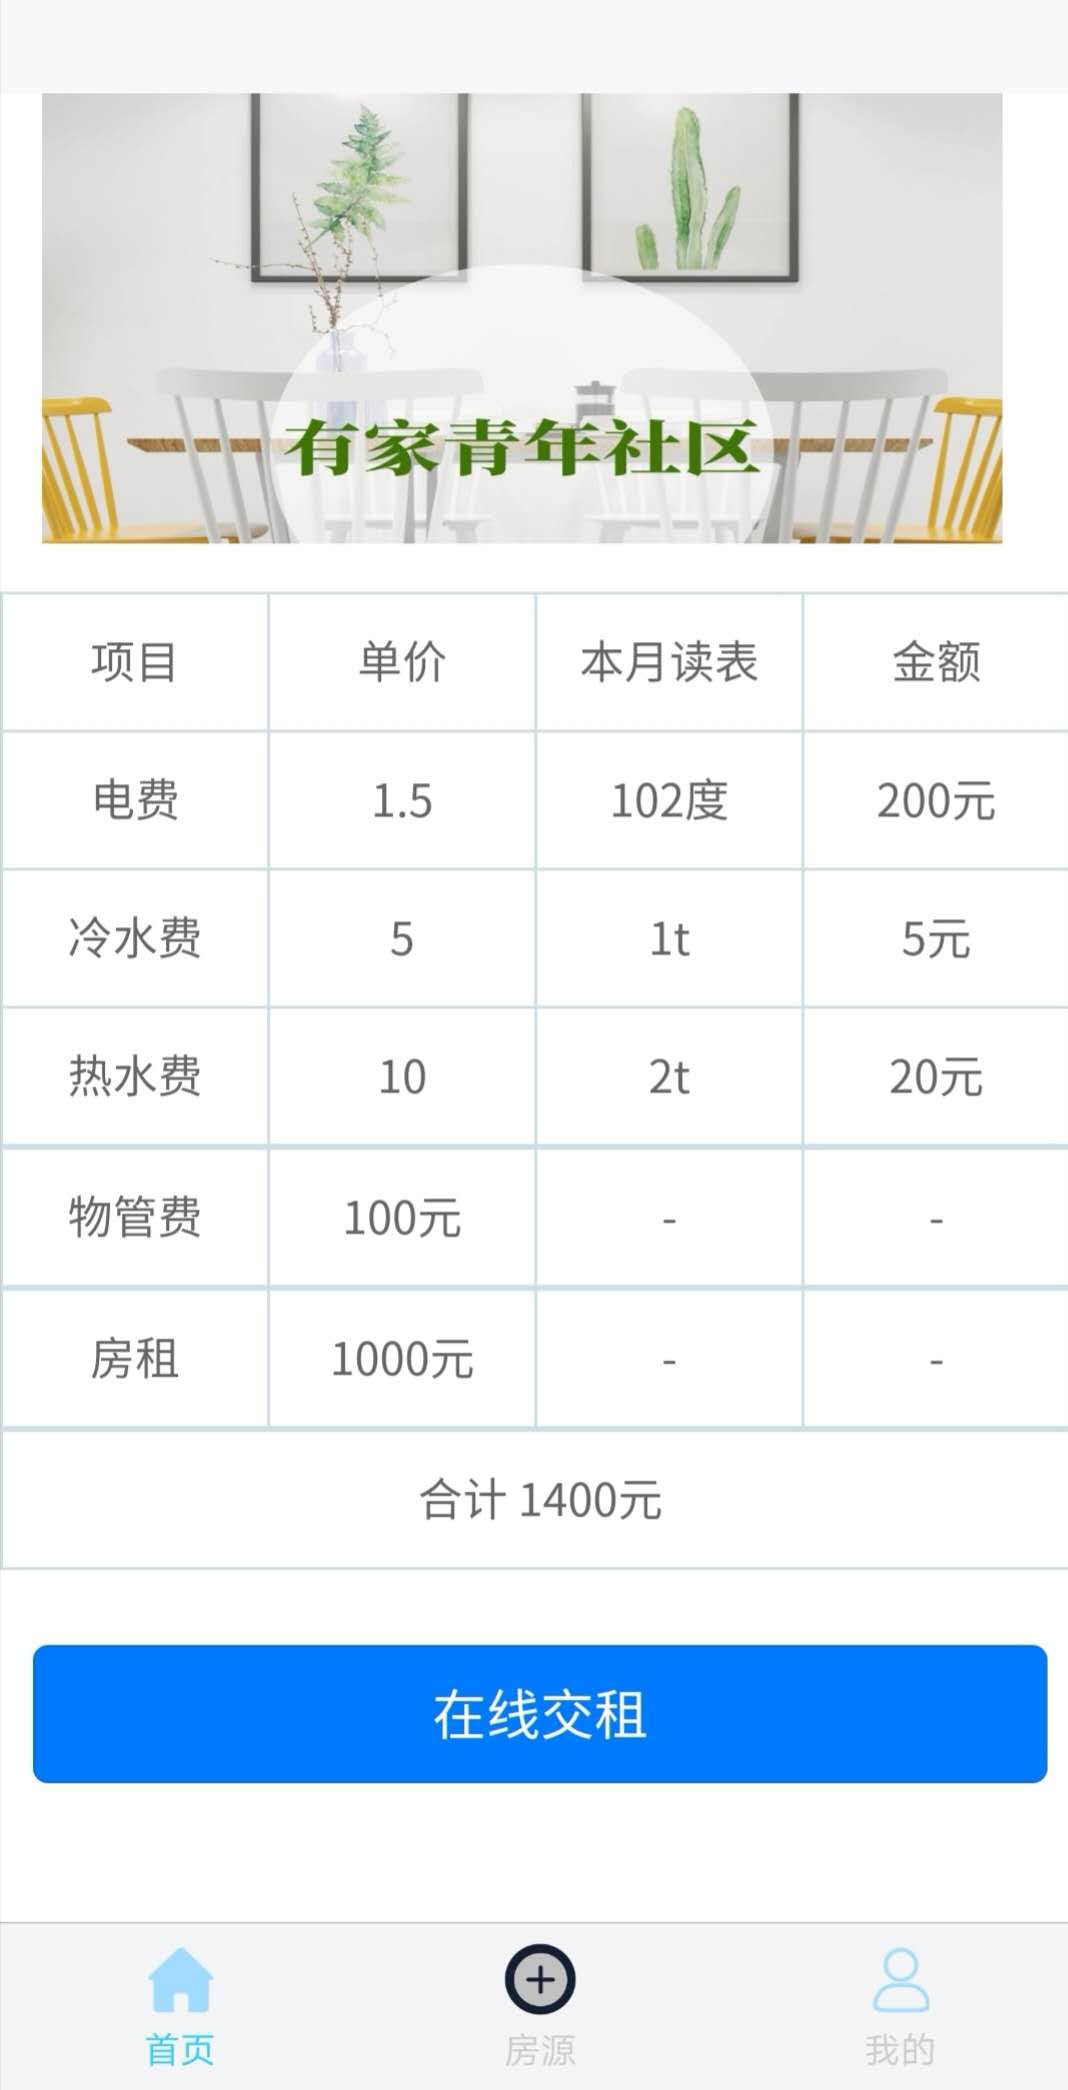 有家青年社区
项目 单价 本月读表 金额
电费 1.5 102度 200元
冷水费 5 1t 5元
热水费 10 2t 20元
物管费 100元 - -
房租 1000元 - -
合计 1400元
在线交租
首页 房源 我的